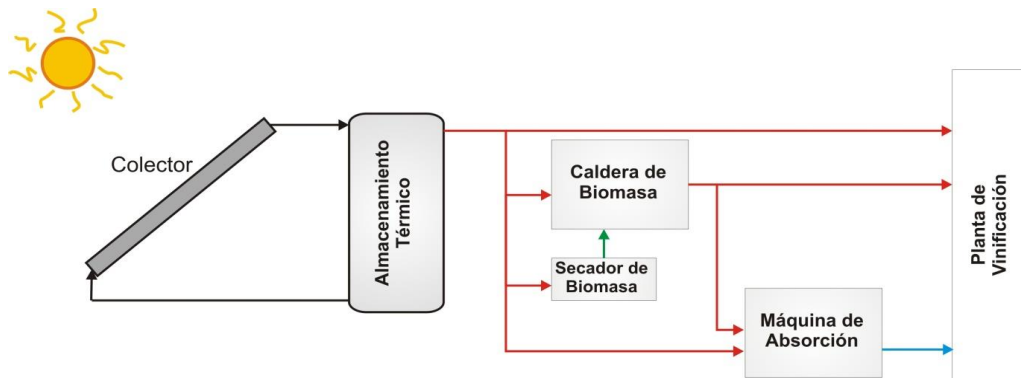 Colector
Almacenamiento
Térmico
Caldera de
Biomasa
Secador de
Biomasa
Máquina de
Absorción
Planta de
Vinificación